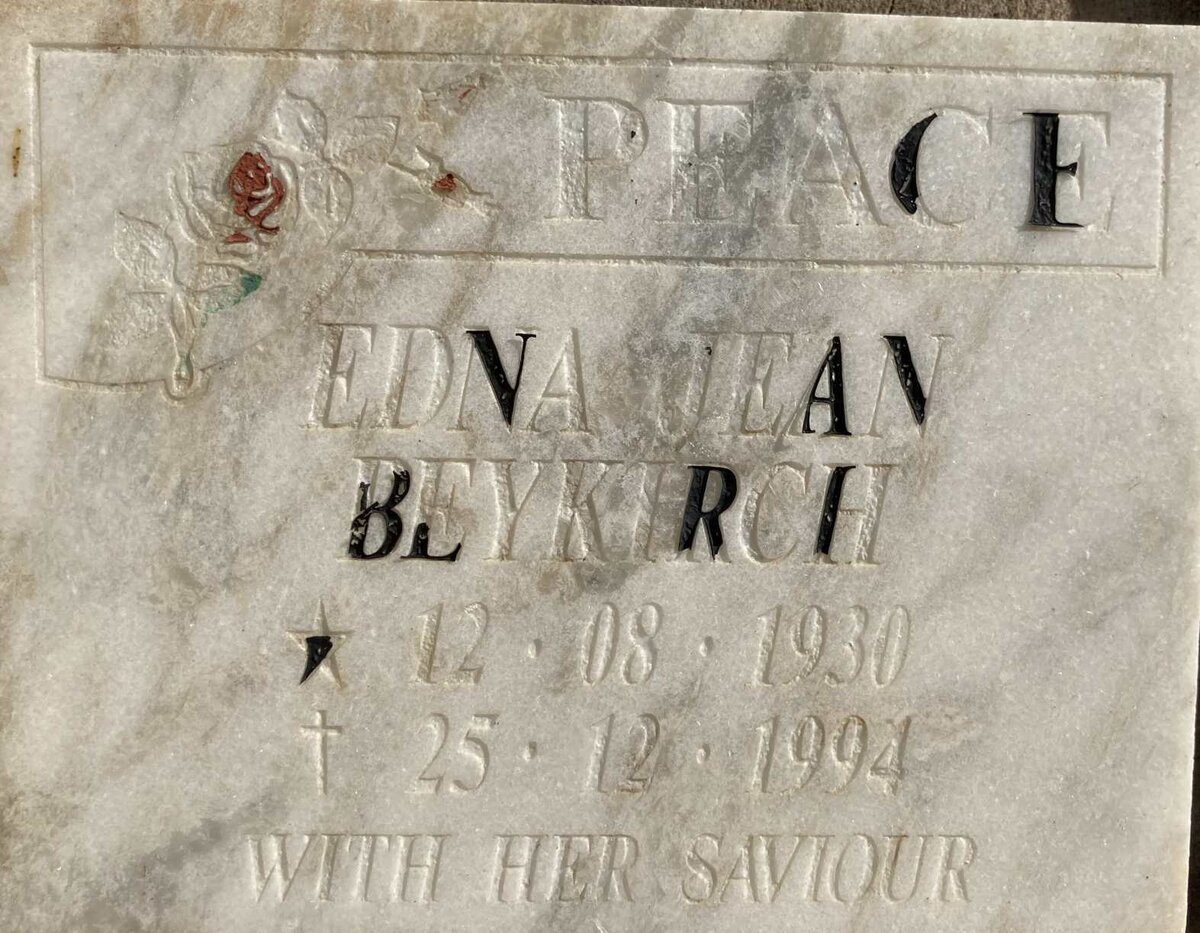 PEACE
EDNA JEAN
BEYKIRCH
★ 12 · 08 · 1930
† 25 · 12 · 1994
WITH HER SAVIOUR